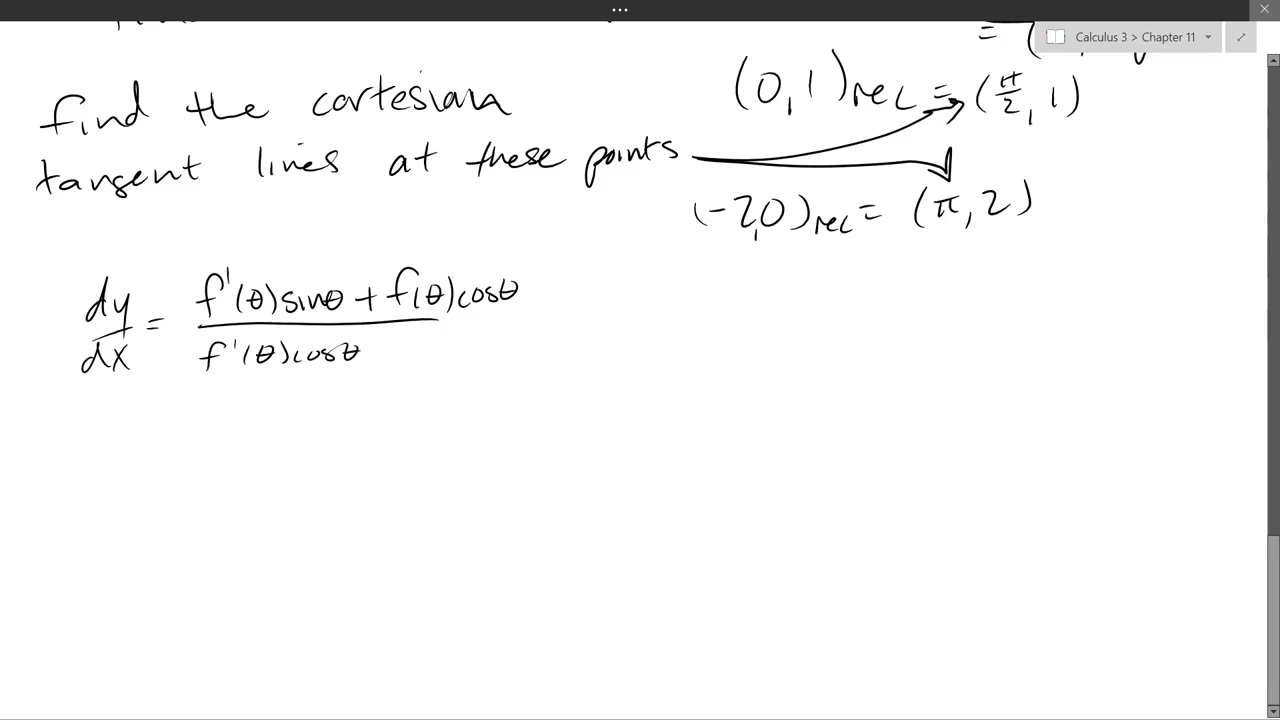 Calculus 3 > Chapter 11
find the cartesian
tangent lines at these points
(0,1)rec = (π/2, 1)
(-2,0)rec = (π, 2)
dy/dx = f'(θ)sinθ + f(θ)cosθ
f'(θ)cosθ